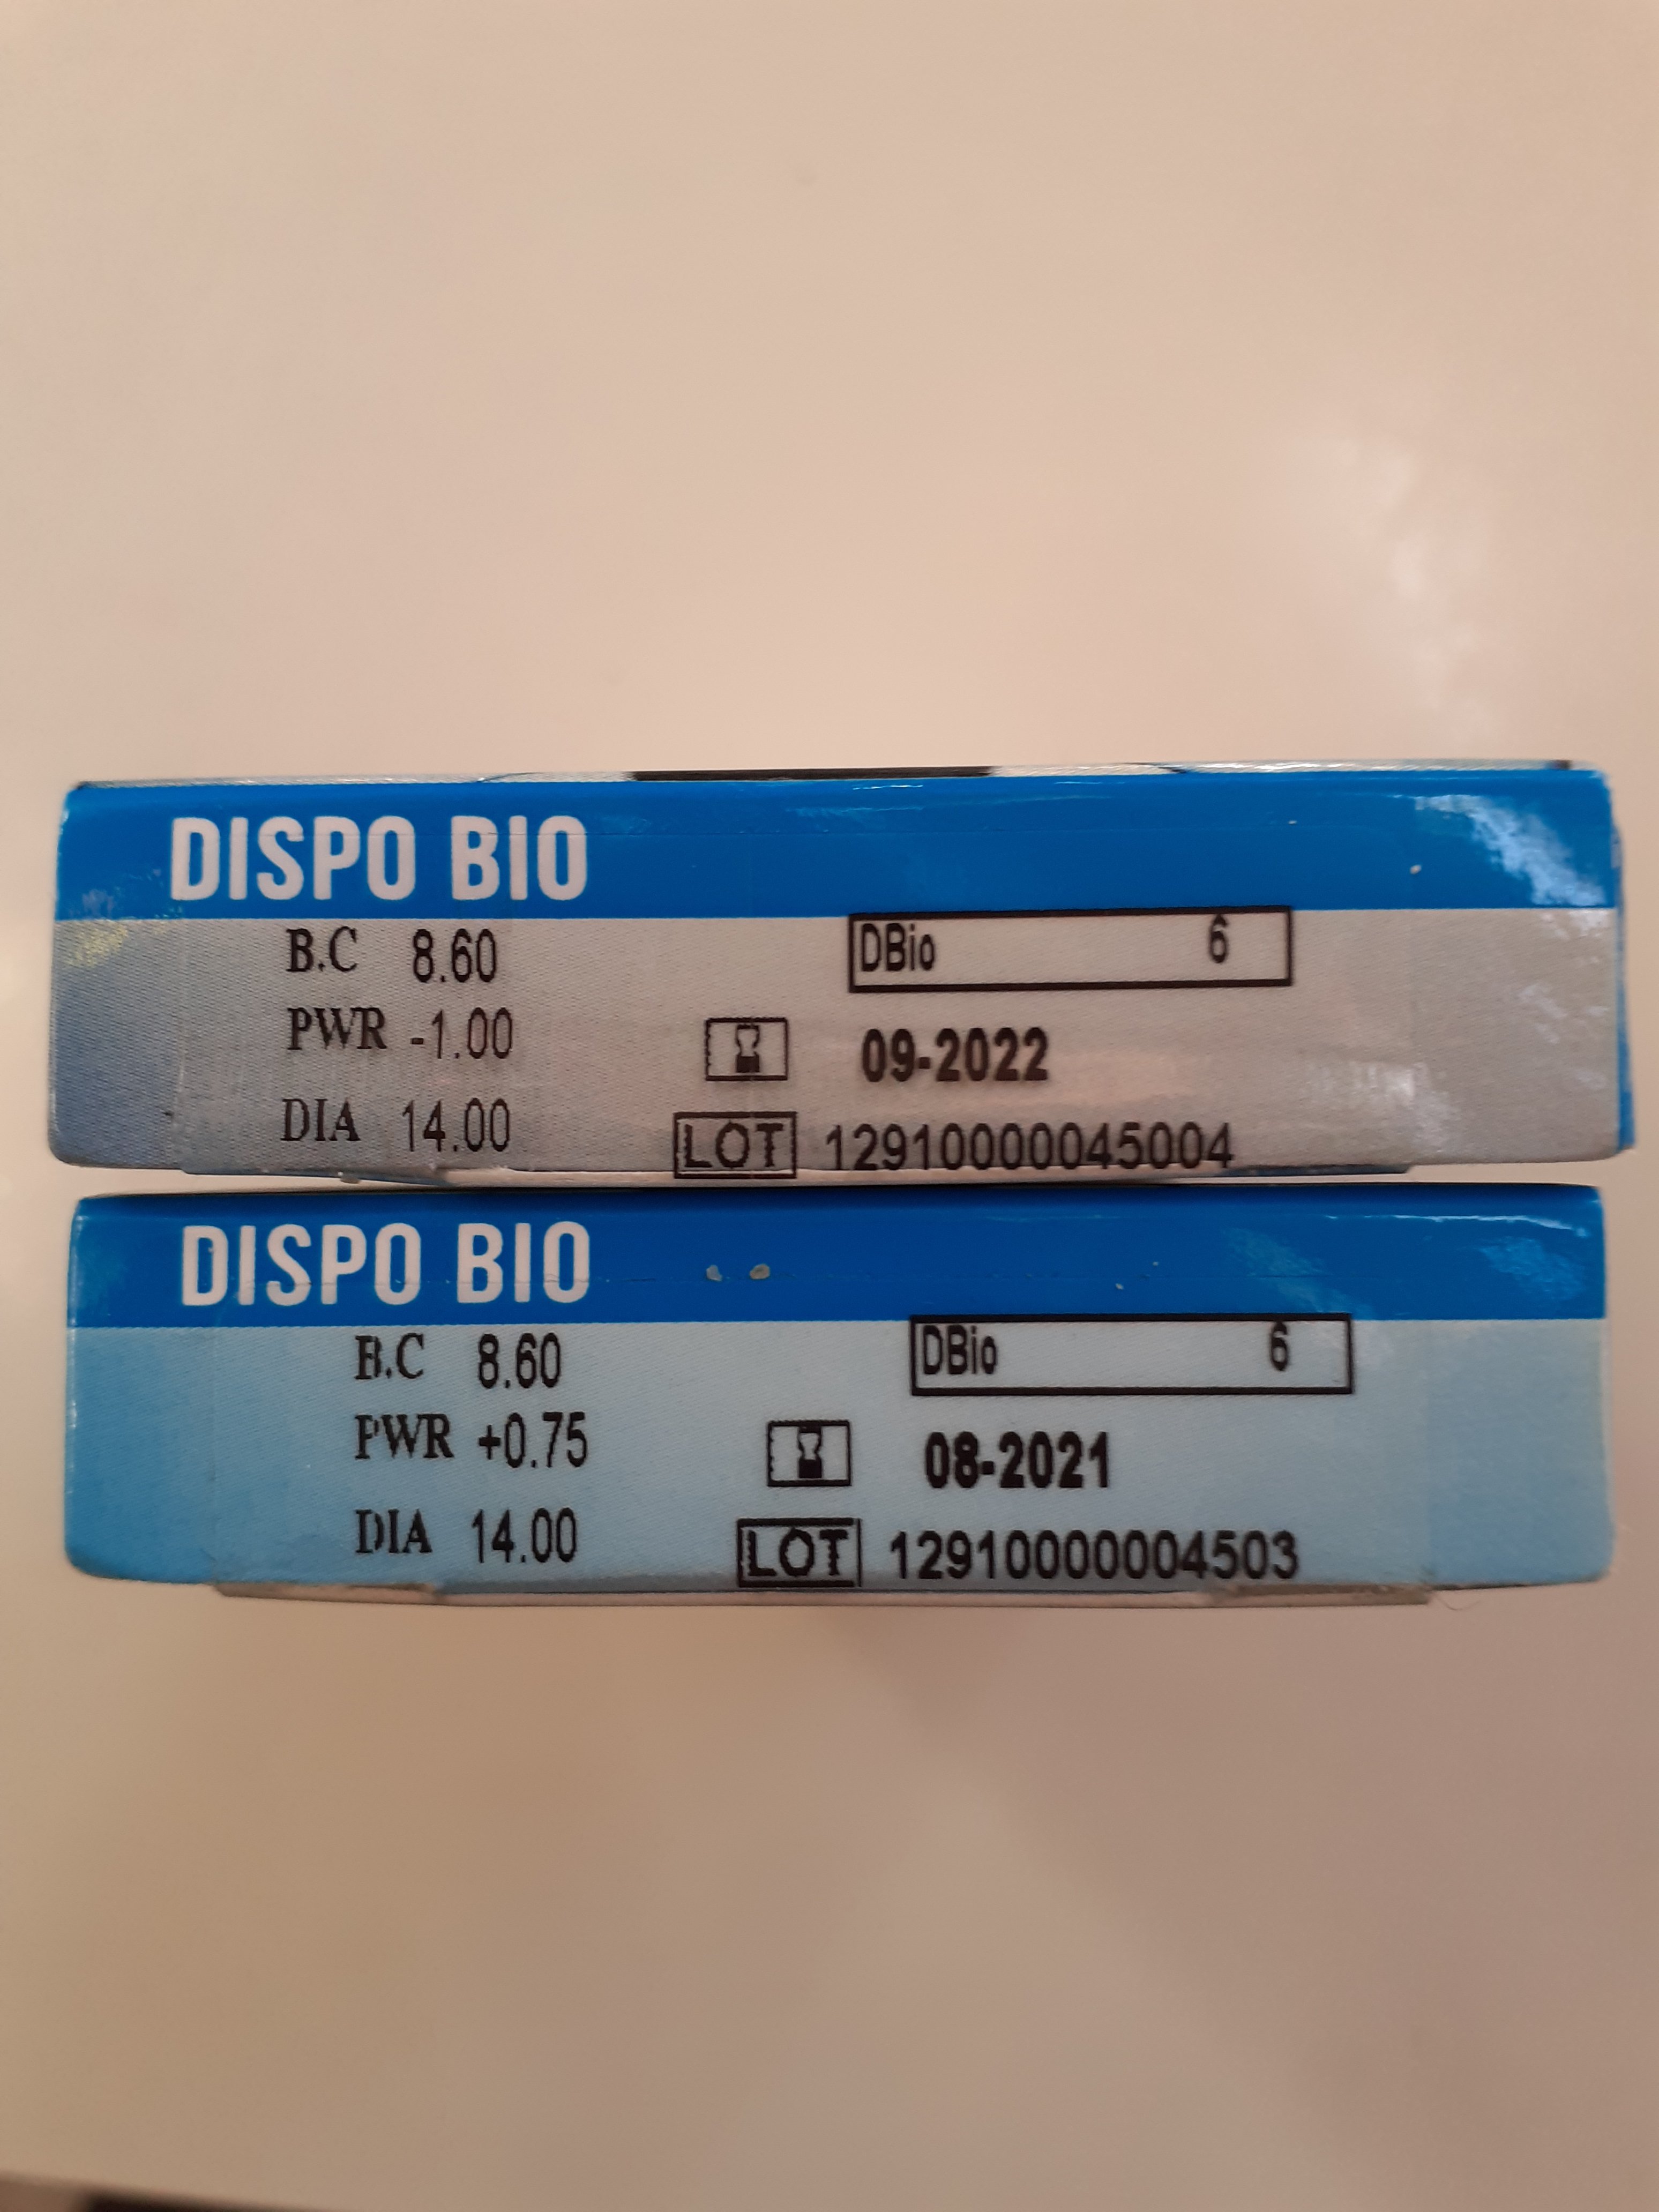 DISPO BIO
B.C 8.60 DBio 6
PWR -1.00 09-2022
DIA 14.00 LOT 12910000045004
DISPO BIO
B.C 8.60 DBio 6
PWR +0.75 08-2021
DIA 14.00 LOT 12910000004503